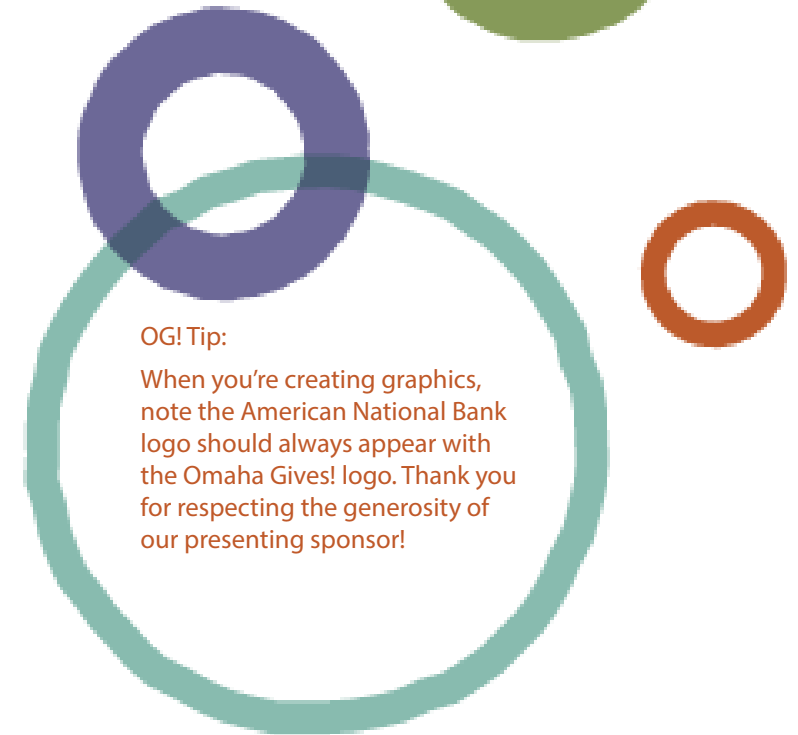 OG! Tip:
When you’re creating graphics,
note the American National Bank
logo should always appear with
the Omaha Gives! logo. Thank you
for respecting the generosity of
our presenting sponsor!